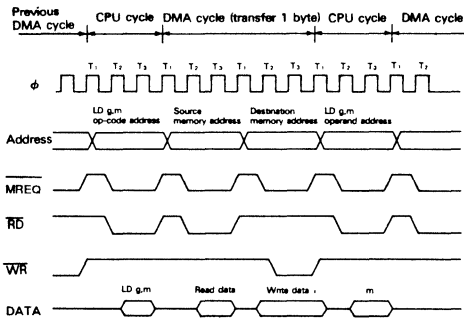 Previous
DMA cycle
CPU cycle
DMA cycle (transfer 1 byte)
CPU cycle
DMA cycle
T₁ T₂ T₃ T₁ T₂ T₃ T₁ T₂ T₃ T₁ T₂ T₃ T₁ T₂
ϕ
LD g,m
op-code address
Source
memory address
Destination
memory address
LD g,m
operand address
Address
MREQ
RD
WR
LD g,m
Read data
Write data
m
DATA